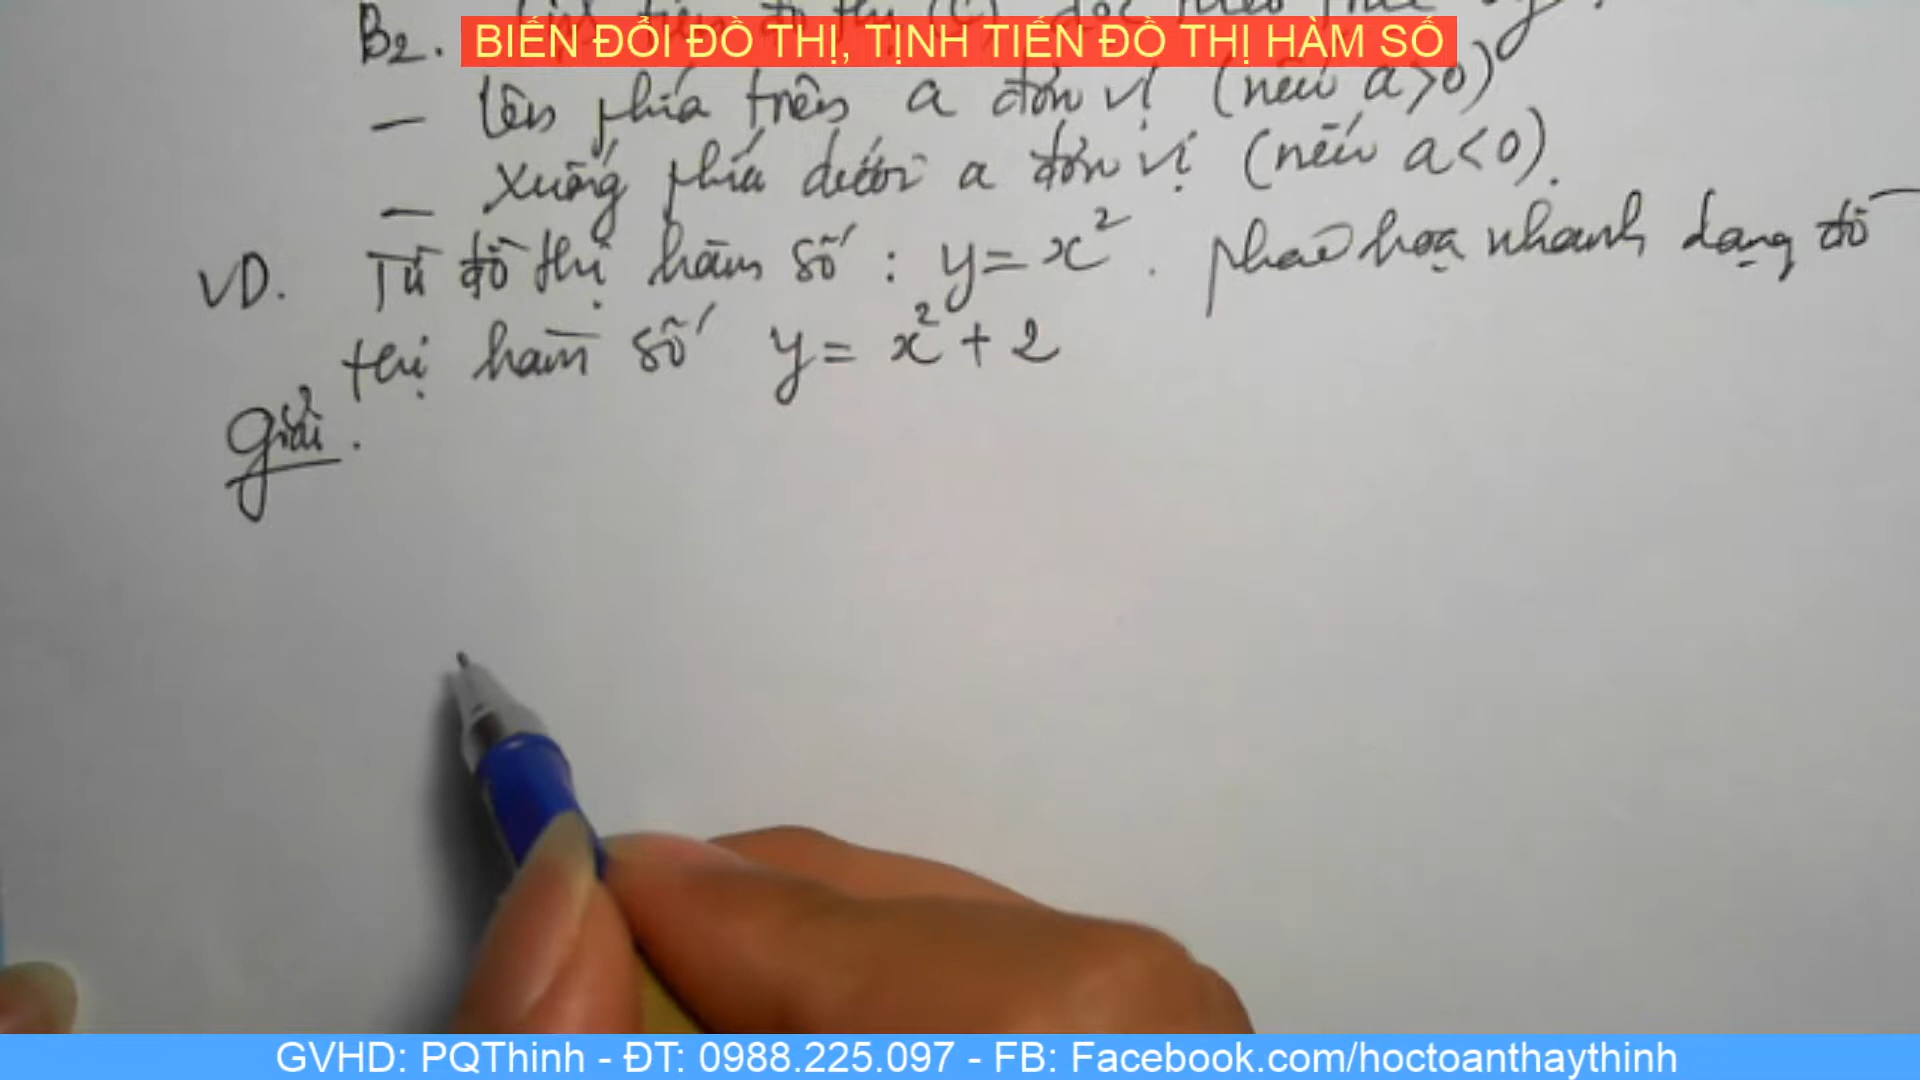 BIẾN ĐỔI ĐỒ THỊ, TỊNH TIẾN ĐỒ THỊ HÀM SỐ
B2.
— lên phía trên a đơn vị (nếu a>0)
— xuống phía dưới a đơn vị (nếu a<0).
VD. Từ đồ thị hàm số : y = x². phác họa nhanh dạng đồ
thị hàm số y = x² + 2
Giải.
GVHD: PQThinh - ĐT: 0988.225.097 - FB: Facebook.com/hoctoanthaythinh